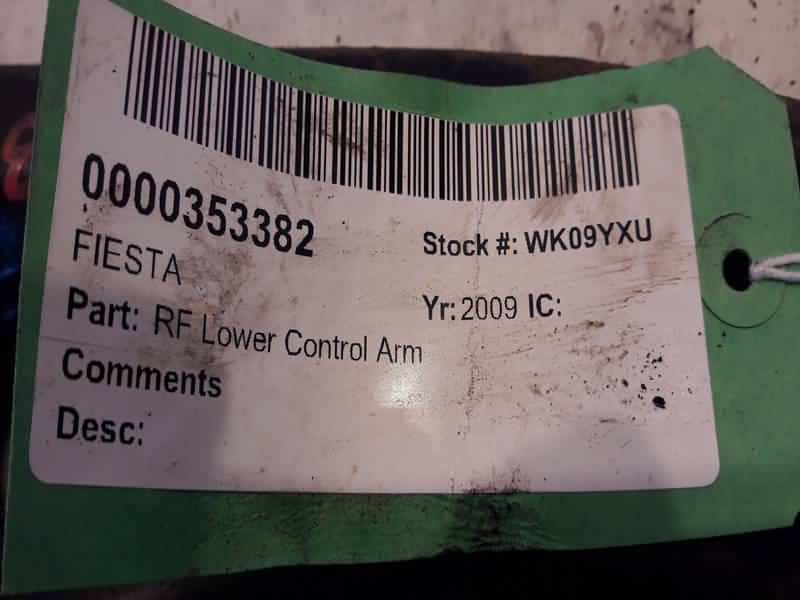 0000353382
Stock #: WK09YXU
FIESTA
Yr: 2009 IC:
Part: RF Lower Control Arm
Comments
Desc: